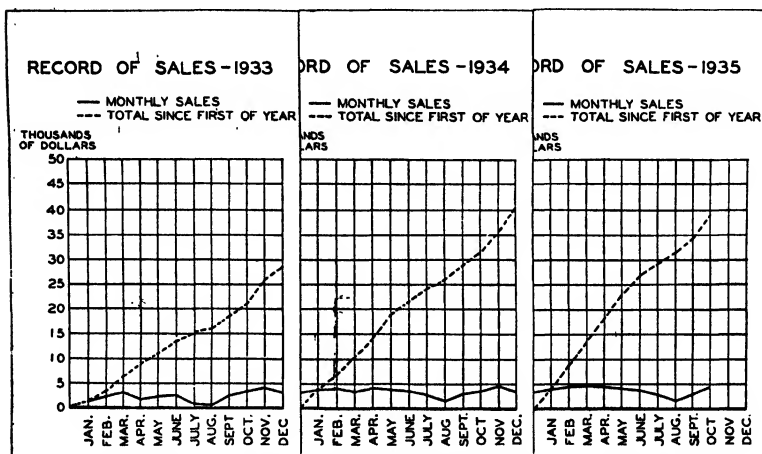 RECORD OF SALES-1933
MONTHLY SALES
TOTAL SINCE FIRST OF YEAR
THOUSANDS
OF DOLLARS
50
45
40
35
30
25
20
15
10
5
0
JAN. FEB. MAR. APR. MAY JUNE JULY AUG. SEPT. OCT. NOV. DEC
ORD OF SALES-1934
MONTHLY SALES
TOTAL SINCE FIRST OF YEAR
ANDS
LARS
JAN. FEB. MAR. APR. MAY JUNE JULY AUG. SEPT. OCT NOV. DEC.
ORD OF SALES-1935
MONTHLY SALES
TOTAL SINCE FIRST OF YEAR
ANDS
LARS
JAN. FEB MAR. APR. MAY JUNE JULY AUG. SEPT. OCT NOV. DEC.